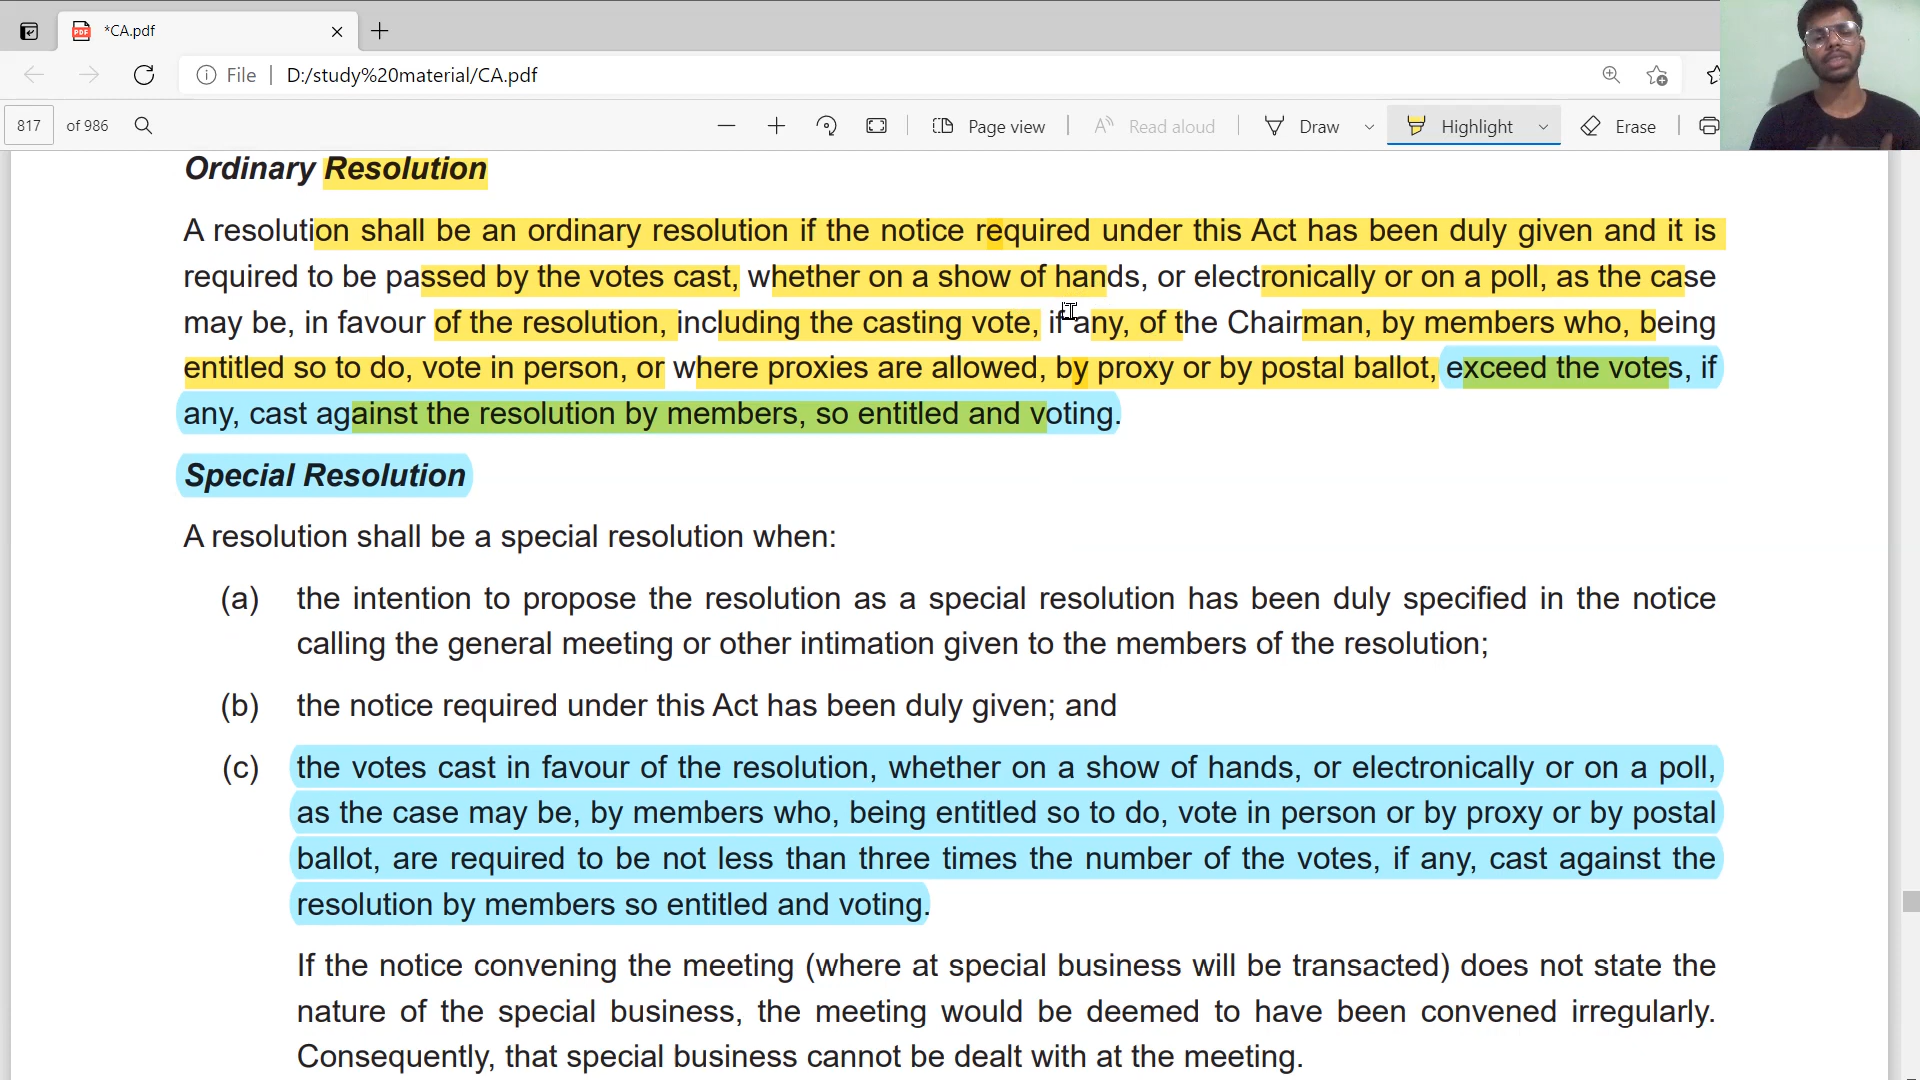 *CA.pdf
File | D:/study%20material/CA.pdf
817 of 986 Page view Read aloud Draw Highlight Erase
Ordinary Resolution
A resolution shall be an ordinary resolution if the notice required under this Act has been duly given and it is
required to be passed by the votes cast, whether on a show of hands, or electronically or on a poll, as the case
may be, in favour of the resolution, including the casting vote, if any, of the Chairman, by members who, being
entitled so to do, vote in person, or where proxies are allowed, by proxy or by postal ballot, exceed the votes, if
any, cast against the resolution by members, so entitled and voting.
Special Resolution
A resolution shall be a special resolution when:
(a) the intention to propose the resolution as a special resolution has been duly specified in the notice
calling the general meeting or other intimation given to the members of the resolution;
(b) the notice required under this Act has been duly given; and
(c) the votes cast in favour of the resolution, whether on a show of hands, or electronically or on a poll,
as the case may be, by members who, being entitled so to do, vote in person or by proxy or by postal
ballot, are required to be not less than three times the number of the votes, if any, cast against the
resolution by members so entitled and voting.
If the notice convening the meeting (where at special business will be transacted) does not state the
nature of the special business, the meeting would be deemed to have been convened irregularly.
Consequently, that special business cannot be dealt with at the meeting.